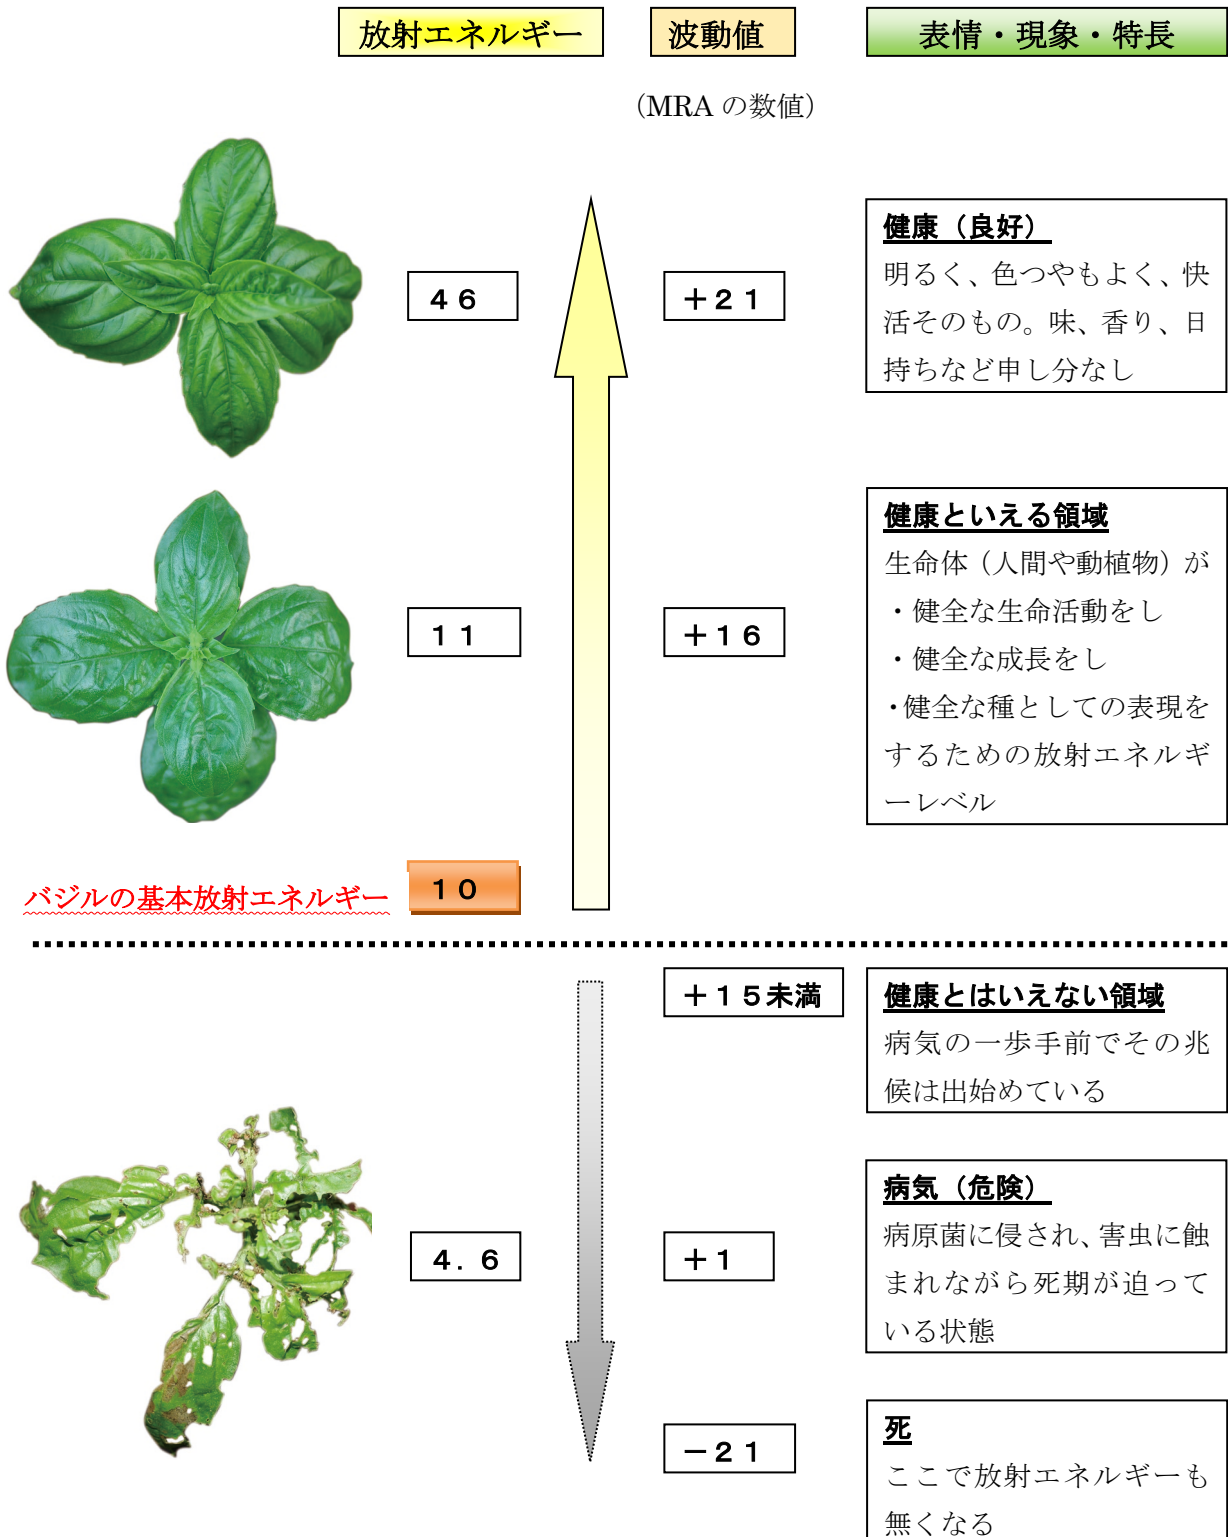 放射エネルギー
波動値
表情・現象・特長
（MRA の数値）
４６
＋２１
健康（良好）
明るく、色つやもよく、快
活そのもの。味、香り、日
持ちなど申し分なし
１１
＋１６
健康といえる領域
生命体（人間や動植物）が
・健全な生命活動をし
・健全な成長をし
・健全な種としての表現を
するための放射エネルギ
ーレベル
バジルの基本放射エネルギー
１０
＋１５未満
健康とはいえない領域
病気の一歩手前でその兆
候は出始めている
４．６
＋１
病気（危険）
病原菌に侵され、害虫に蝕
まれながら死期が迫って
いる状態
－２１
死
ここで放射エネルギーも
無くなる